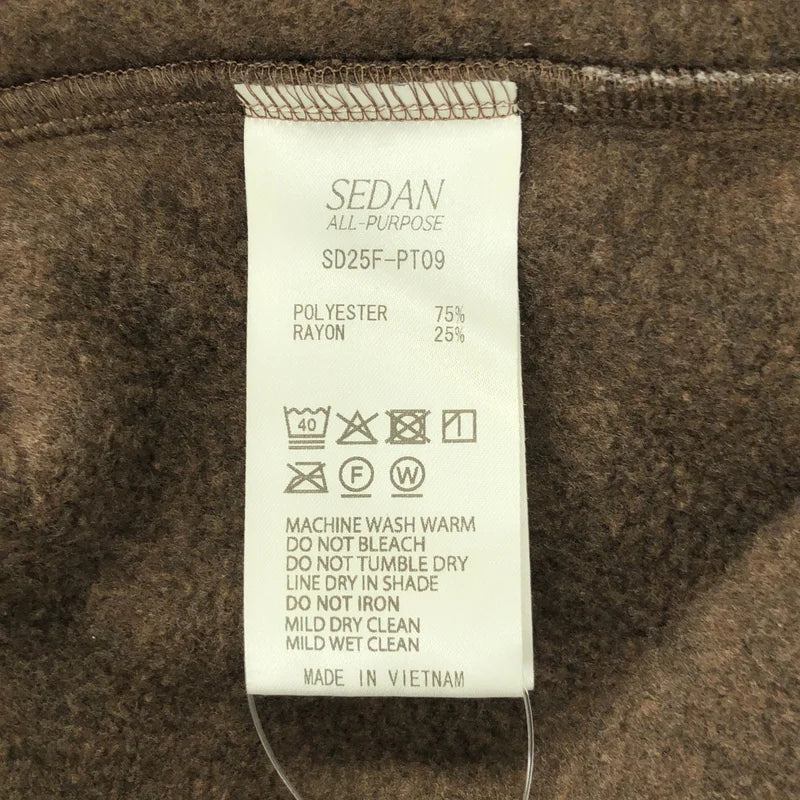 SEDAN
ALL-PURPOSE
SD25F-PT09
POLYESTER 75%
RAYON 25%
40
F W
MACHINE WASH WARM
DO NOT BLEACH
DO NOT TUMBLE DRY
LINE DRY IN SHADE
DO NOT IRON
MILD DRY CLEAN
MILD WET CLEAN
MADE IN VIETNAM